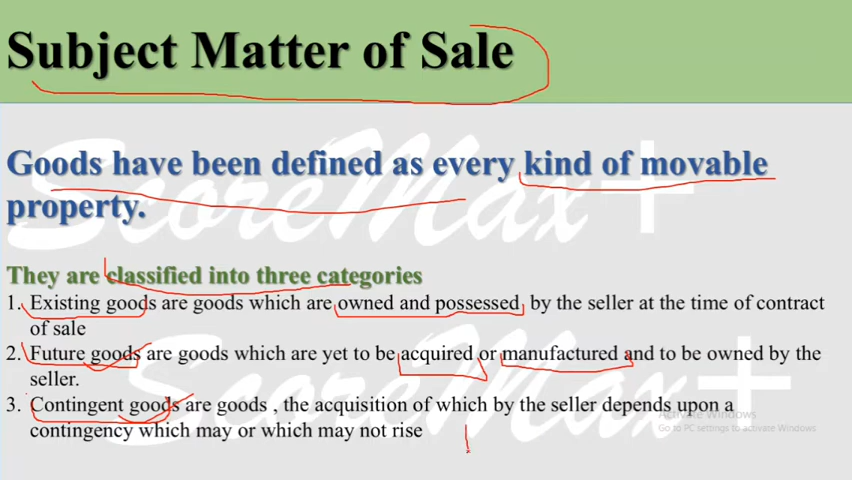 Subject Matter of Sale
Goods have been defined as every kind of movable
property.
They are classified into three categories
1. Existing goods are goods which are owned and possessed by the seller at the time of contract
of sale
2. Future goods are goods which are yet to be acquired or manufactured and to be owned by the
seller.
3. Contingent goods are goods , the acquisition of which by the seller depends upon a
contingency which may or which may not rise
Activate Windows
Go to PC settings to activate Windows
ScoreMax+
ScoreMax+